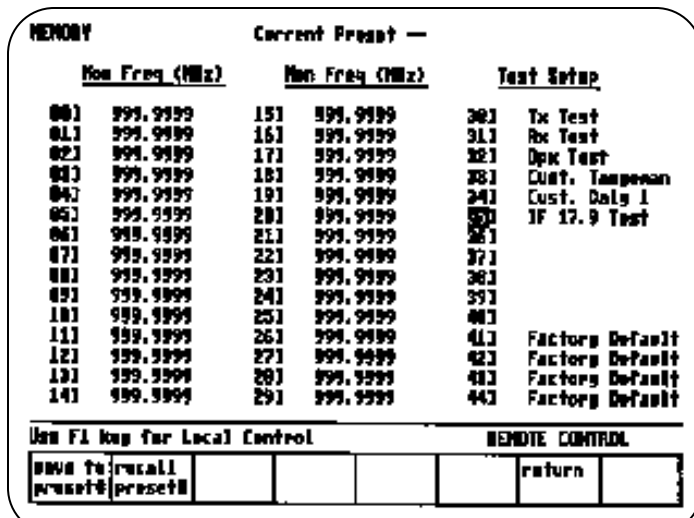 MEMORY Current Preset —
Mon Freq (MHz) Mon Freq (MHz) Test Setup
00] 999.9999 15] 999.9999 30] Tx Test
01] 999.9999 16] 999.9999 31] Rx Test
02] 999.9999 17] 999.9999 32] Dpx Test
03] 999.9999 18] 999.9999 33] Cust. Tampeman
04] 999.9999 19] 999.9999 34] Cust. Daly 1
05] 999.9999 20] 999.9999 35] IF 17.9 Test
06] 999.9999 21] 999.9999 36]
07] 999.9999 22] 999.9999 37]
08] 999.9999 23] 999.9999 38]
09] 999.9999 24] 999.9999 39]
10] 999.9999 25] 999.9999 40]
11] 999.9999 26] 999.9999 41] Factory Default
12] 999.9999 27] 999.9999 42] Factory Default
13] 999.9999 28] 999.9999 43] Factory Default
14] 999.9999 29] 999.9999 44] Factory Default
Use F1 key for Local Control REMOTE CONTROL
save to recall return
preset# preset#